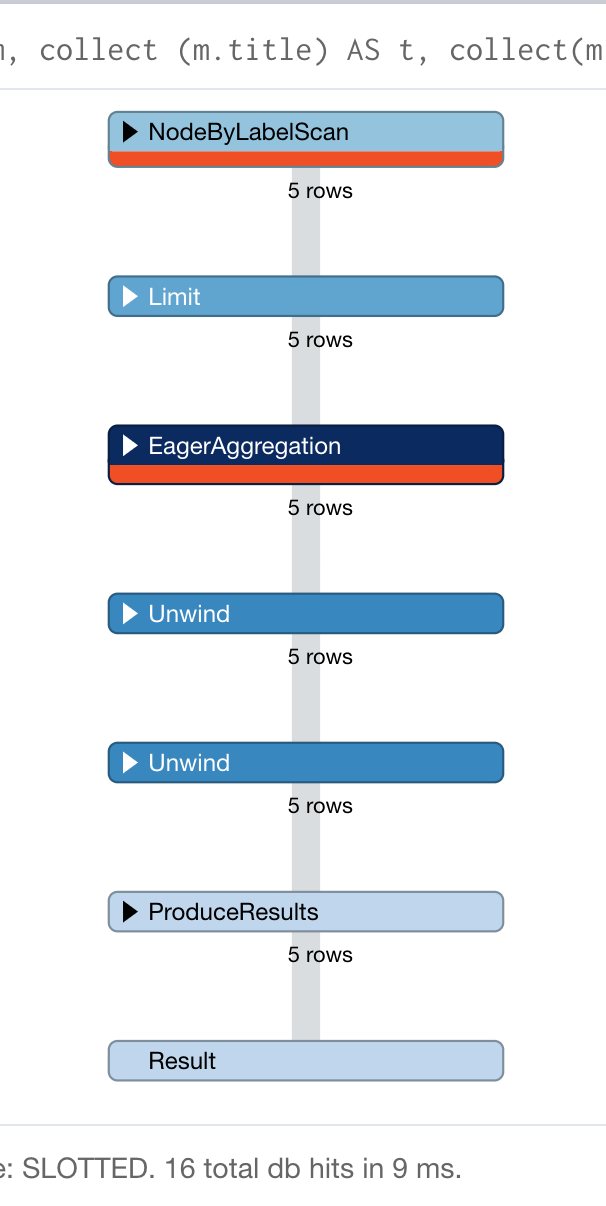 , collect (m.title) AS t, collect(m
NodeByLabelScan
5 rows
Limit
5 rows
EagerAggregation
5 rows
Unwind
5 rows
Unwind
5 rows
ProduceResults
5 rows
Result
: SLOTTED. 16 total db hits in 9 ms.